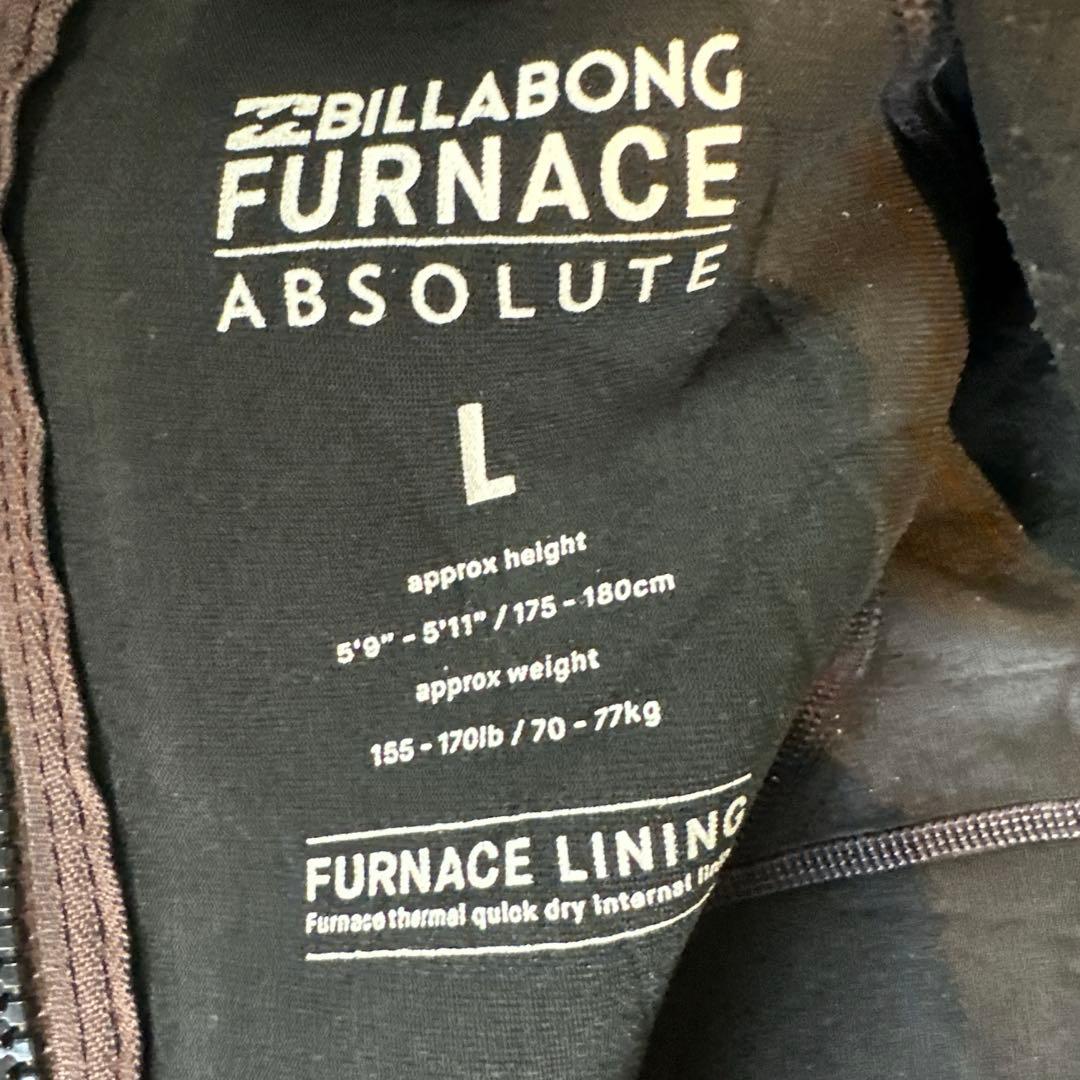 BILLABONG
FURNACE
ABSOLUTE
L
approx height
5'9" - 5'11" / 175 - 180cm
approx weight
155 - 170lb / 70 - 77kg
FURNACE LINING
Furnace thermal quick dry internal